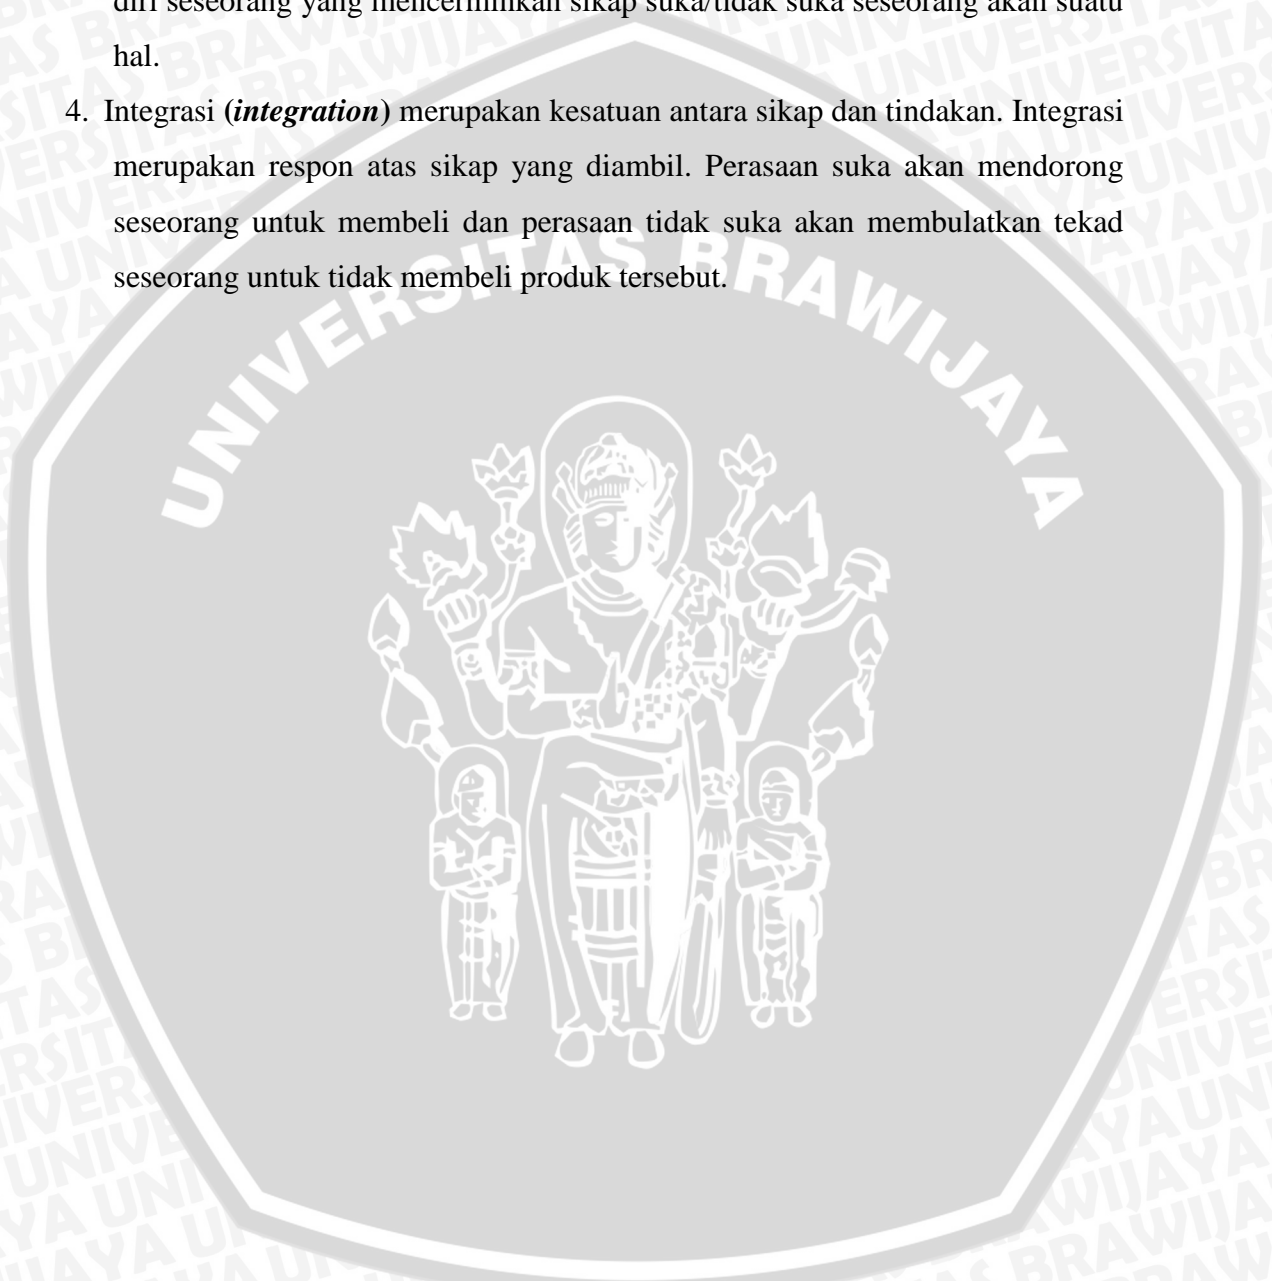 diri seseorang yang mencerminkan sikap suka/tidak suka seseorang akan suatu
hal.
4. Integrasi (integration) merupakan kesatuan antara sikap dan tindakan. Integrasi
merupakan respon atas sikap yang diambil. Perasaan suka akan mendorong
seseorang untuk membeli dan perasaan tidak suka akan membulatkan tekad
seseorang untuk tidak membeli produk tersebut.
UNIVERSITAS BRAWIJAYA